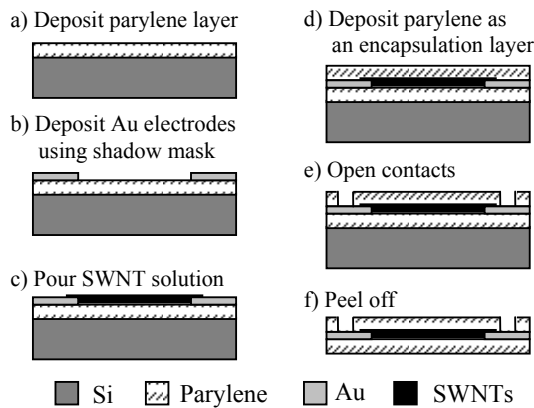 a) Deposit parylene layer
b) Deposit Au electrodes
using shadow mask
c) Pour SWNT solution
d) Deposit parylene as
an encapsulation layer
e) Open contacts
f) Peel off
Si
Parylene
Au
SWNTs